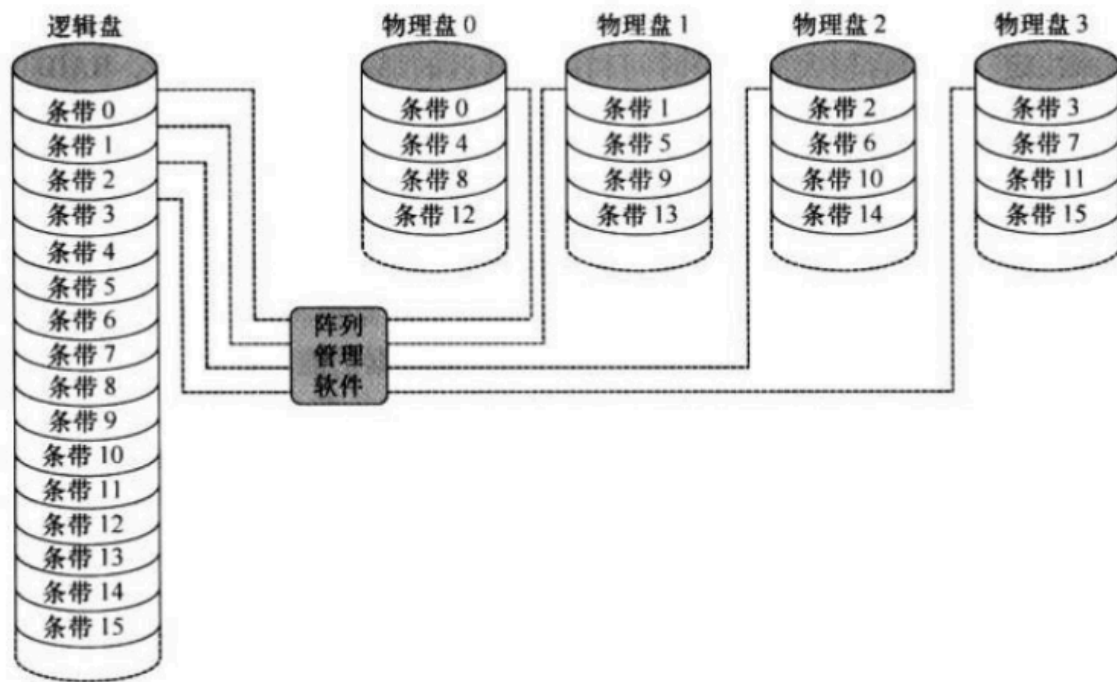 逻辑盘
条带 0
条带 1
条带 2
条带 3
条带 4
条带 5
条带 6
条带 7
条带 8
条带 9
条带 10
条带 11
条带 12
条带 13
条带 14
条带 15
物理盘 0
条带 0
条带 4
条带 8
条带 12
物理盘 1
条带 1
条带 5
条带 9
条带 13
物理盘 2
条带 2
条带 6
条带 10
条带 14
物理盘 3
条带 3
条带 7
条带 11
条带 15
阵列
管理
软件